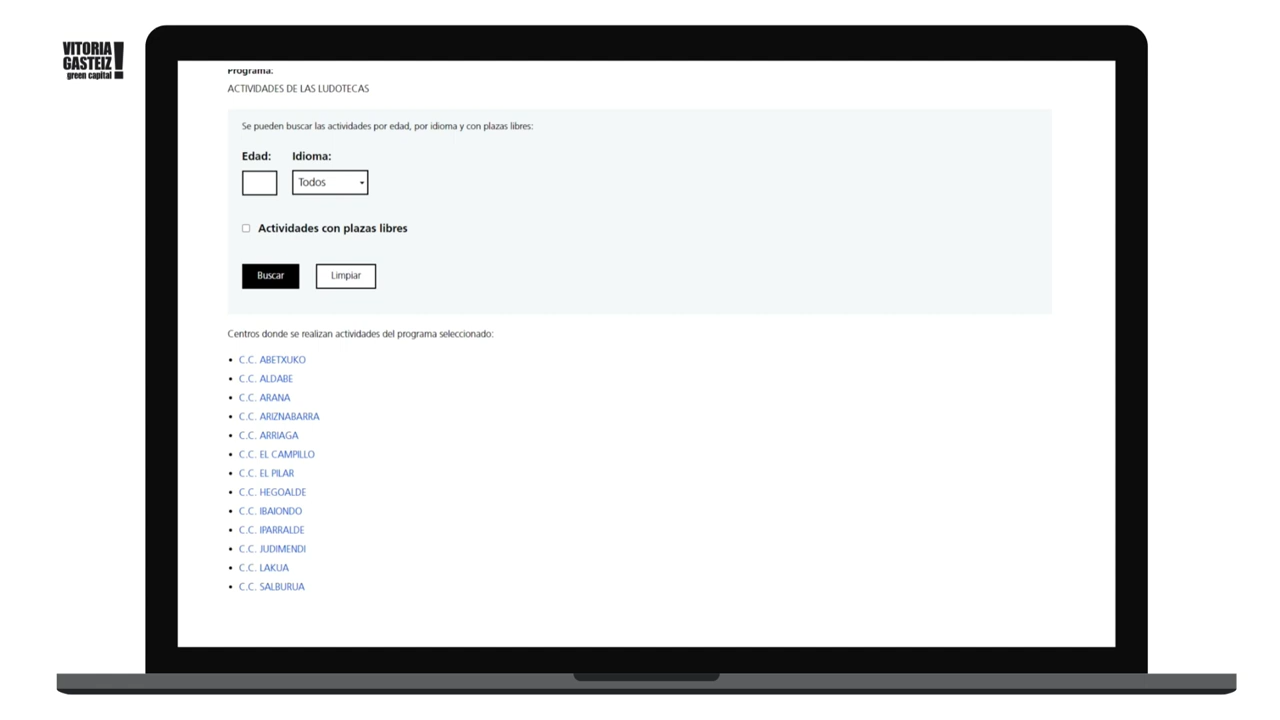 VITORIA
GASTEIZ
green capital
Programa:
ACTIVIDADES DE LAS LUDOTECAS
Se pueden buscar las actividades por edad, por idioma y con plazas libres:
Edad: Idioma:
Todos
Actividades con plazas libres
Buscar Limpiar
Centros donde se realizan actividades del programa seleccionado:
• C.C. ABETXUKO
• C.C. ALDABE
• C.C. ARANA
• C.C. ARIZNABARRA
• C.C. ARRIAGA
• C.C. EL CAMPILLO
• C.C. EL PILAR
• C.C. HEGOALDE
• C.C. IBAIONDO
• C.C. IPARRALDE
• C.C. JUDIMENDI
• C.C. LAKUA
• C.C. SALBURUA